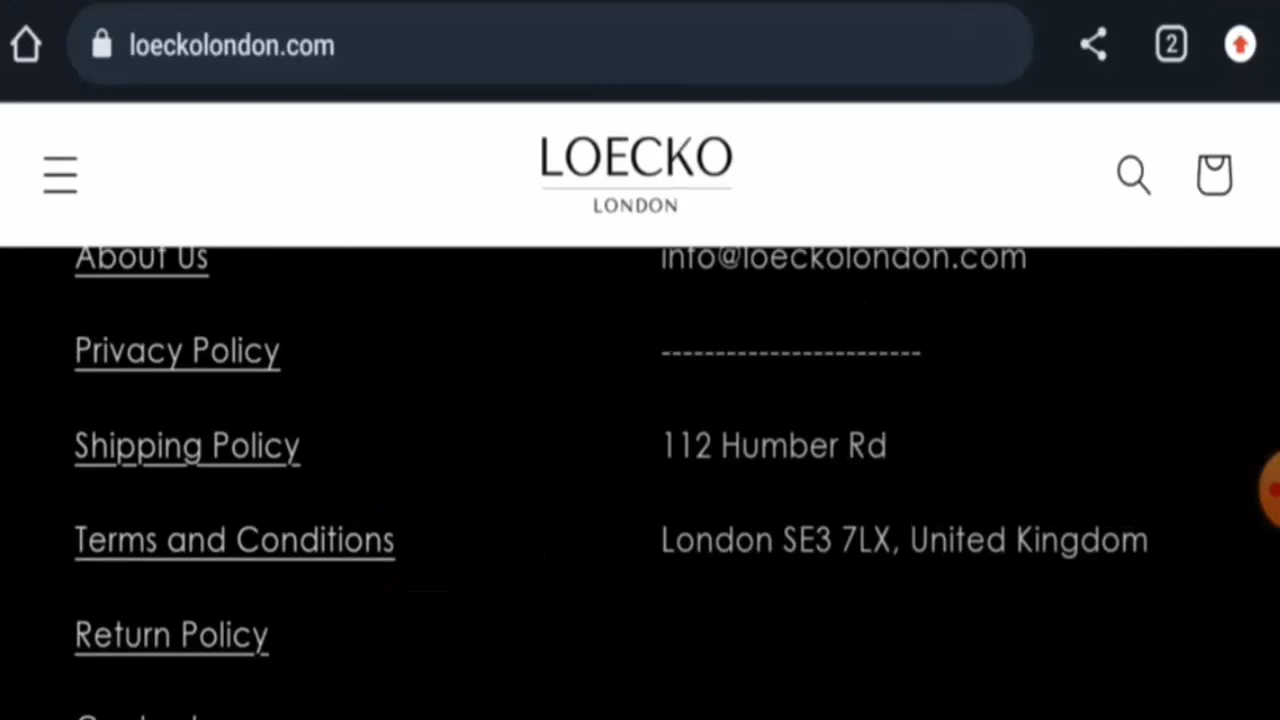 loeckolondon.com
2
LOECKO
LONDON
About Us
info@loeckolondon.com
Privacy Policy
------------------------
Shipping Policy
112 Humber Rd
Terms and Conditions
London SE3 7LX, United Kingdom
Return Policy